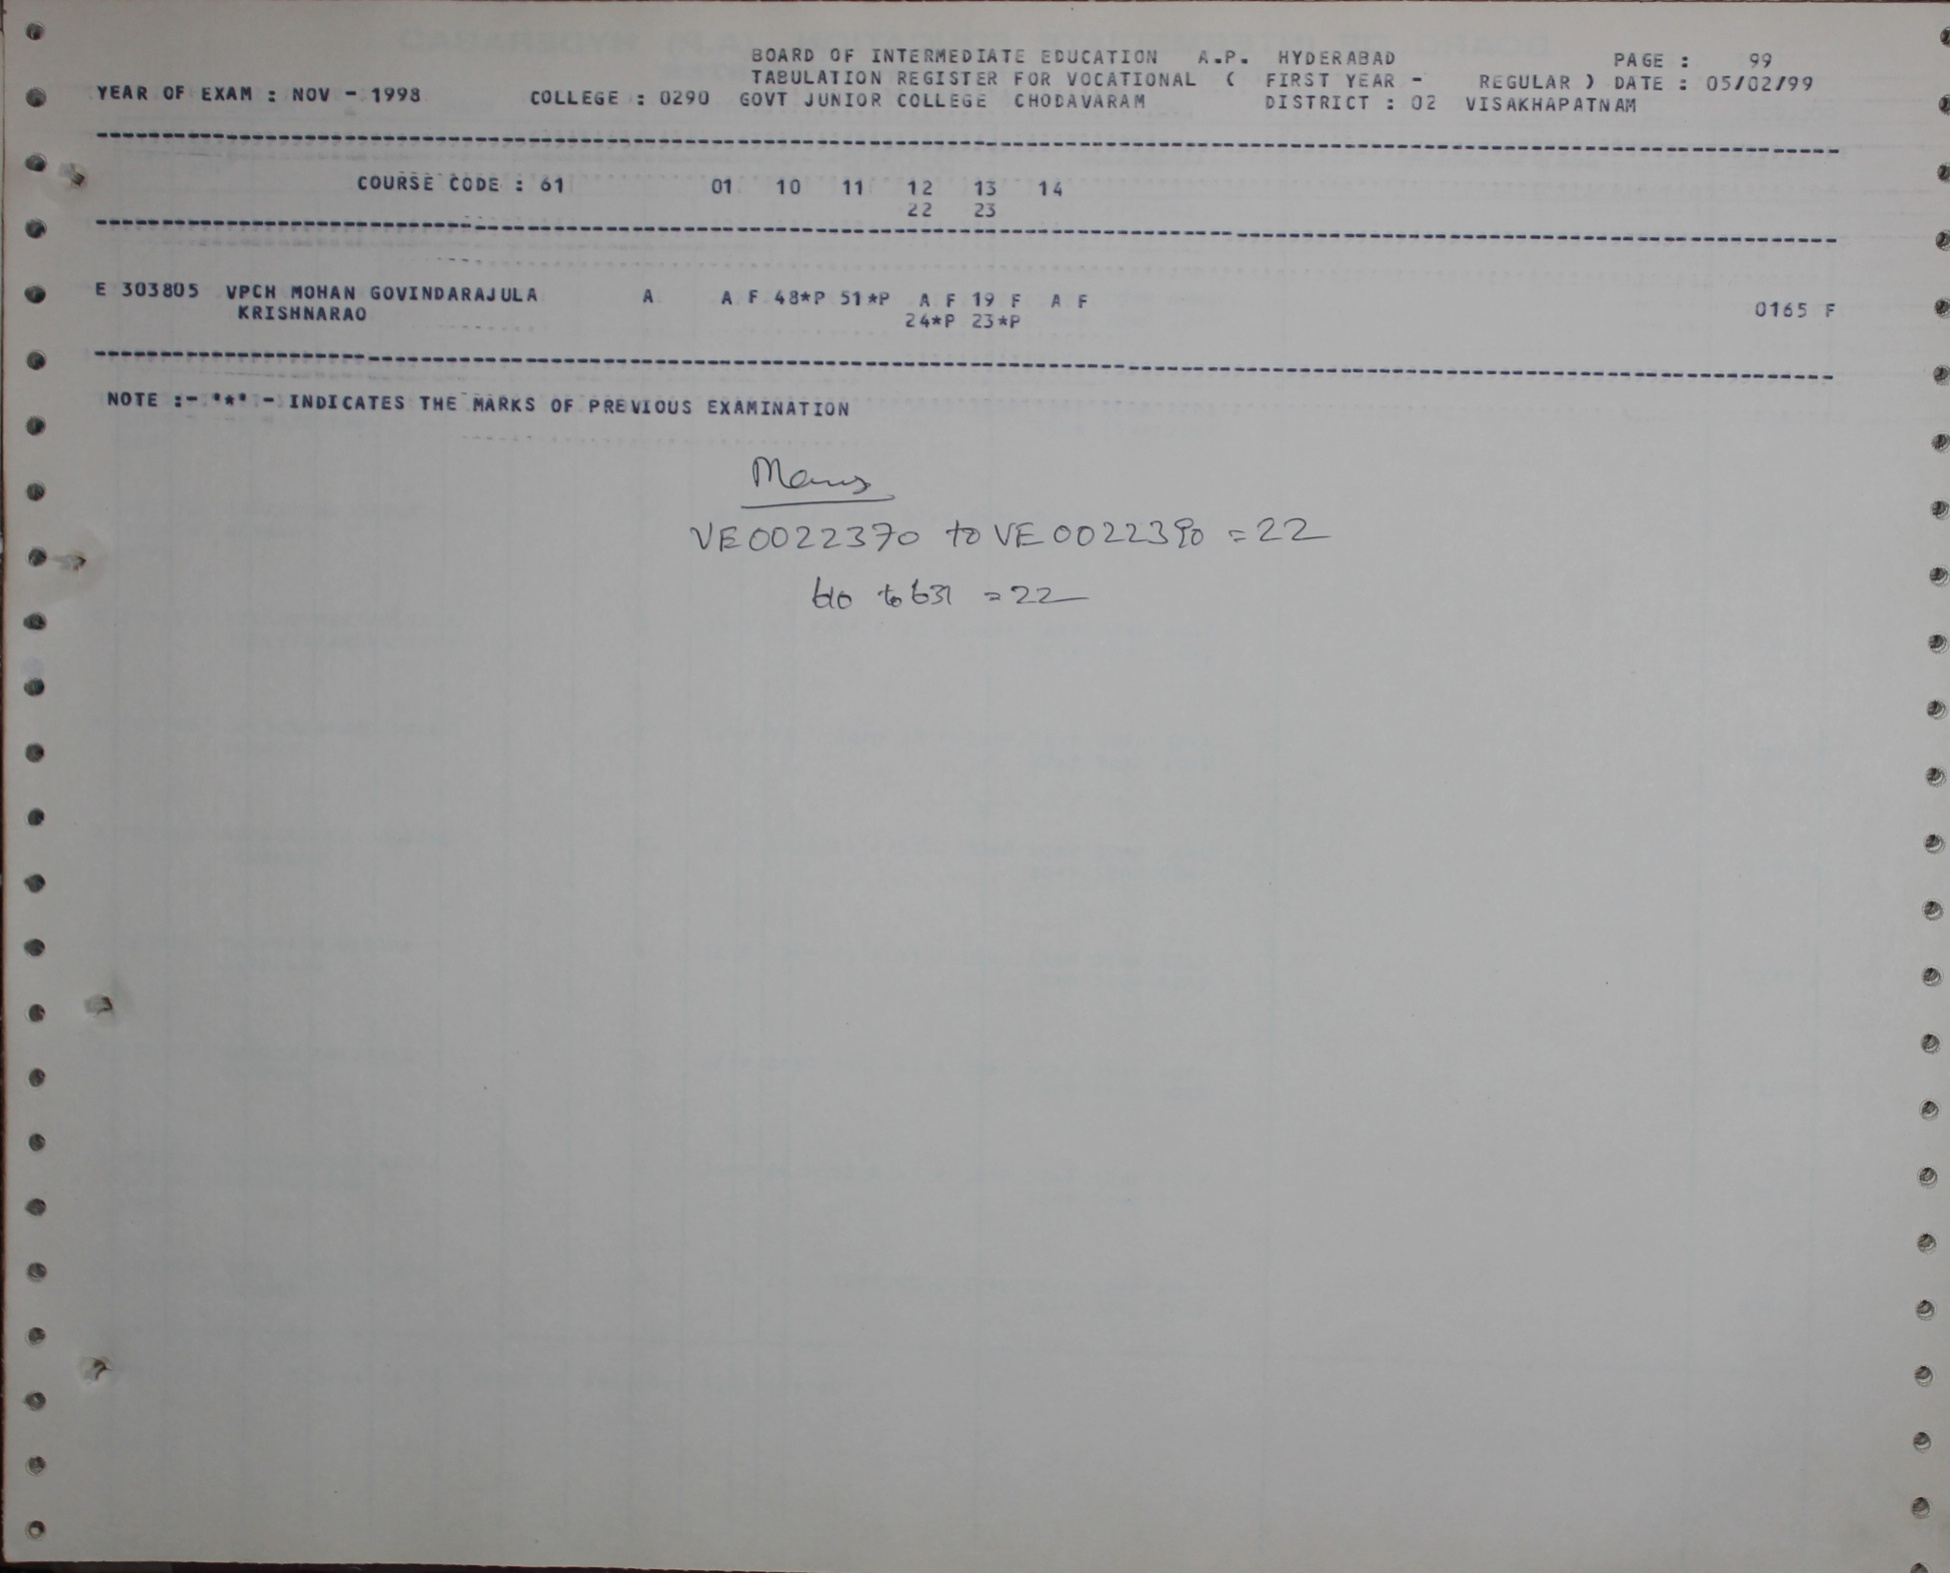 BOARD OF INTERMEDIATE EDUCATION A.P. HYDERABAD PAGE : 99
TABULATION REGISTER FOR VOCATIONAL ( FIRST YEAR - REGULAR ) DATE : 05/02/99
YEAR OF EXAM : NOV - 1998 COLLEGE : 0290 GOVT JUNIOR COLLEGE CHODAVARAM DISTRICT : 02 VISAKHAPATNAM
COURSE CODE : 61 01 10 11 12 13 14
22 23
E 303805 VPCH MOHAN GOVINDARAJULA A A F 48*P 51*P A F 19 F A F 0165 F
KRISHNARAO 24*P 23*P
NOTE :- "*" - INDICATES THE MARKS OF PREVIOUS EXAMINATION
VE0022370 to VE0022390 = 22
610 to 631 = 22